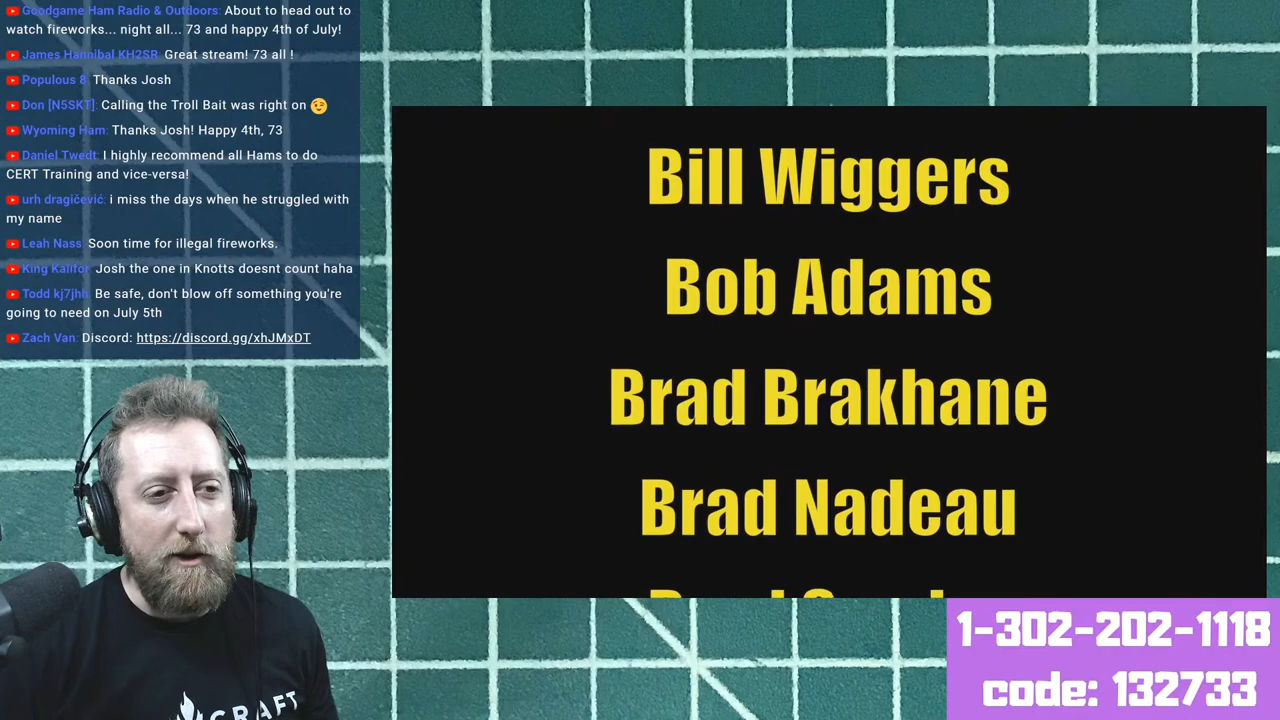 Goodgame Ham Radio & Outdoors: About to head out to
watch fireworks... night all... 73 and happy 4th of July!
James Hannibal KH2SR: Great stream! 73 all !
Populous 8: Thanks Josh
Don [N5SKT]: Calling the Troll Bait was right on 😉
Wyoming Ham: Thanks Josh! Happy 4th, 73
Daniel Twedt: I highly recommend all Hams to do
CERT Training and vice-versa!
urh dragičević: i miss the days when he struggled with
my name
Leah Nass: Soon time for illegal fireworks.
King Kalifor: Josh the one in Knotts doesnt count haha
Todd kj7jhh: Be safe, don't blow off something you're
going to need on July 5th
Zach Van: Discord: https://discord.gg/xhJMxDT
Bill Wiggers
Bob Adams
Brad Brakhane
Brad Nadeau
1-302-202-1118
code: 132733
CRAFT